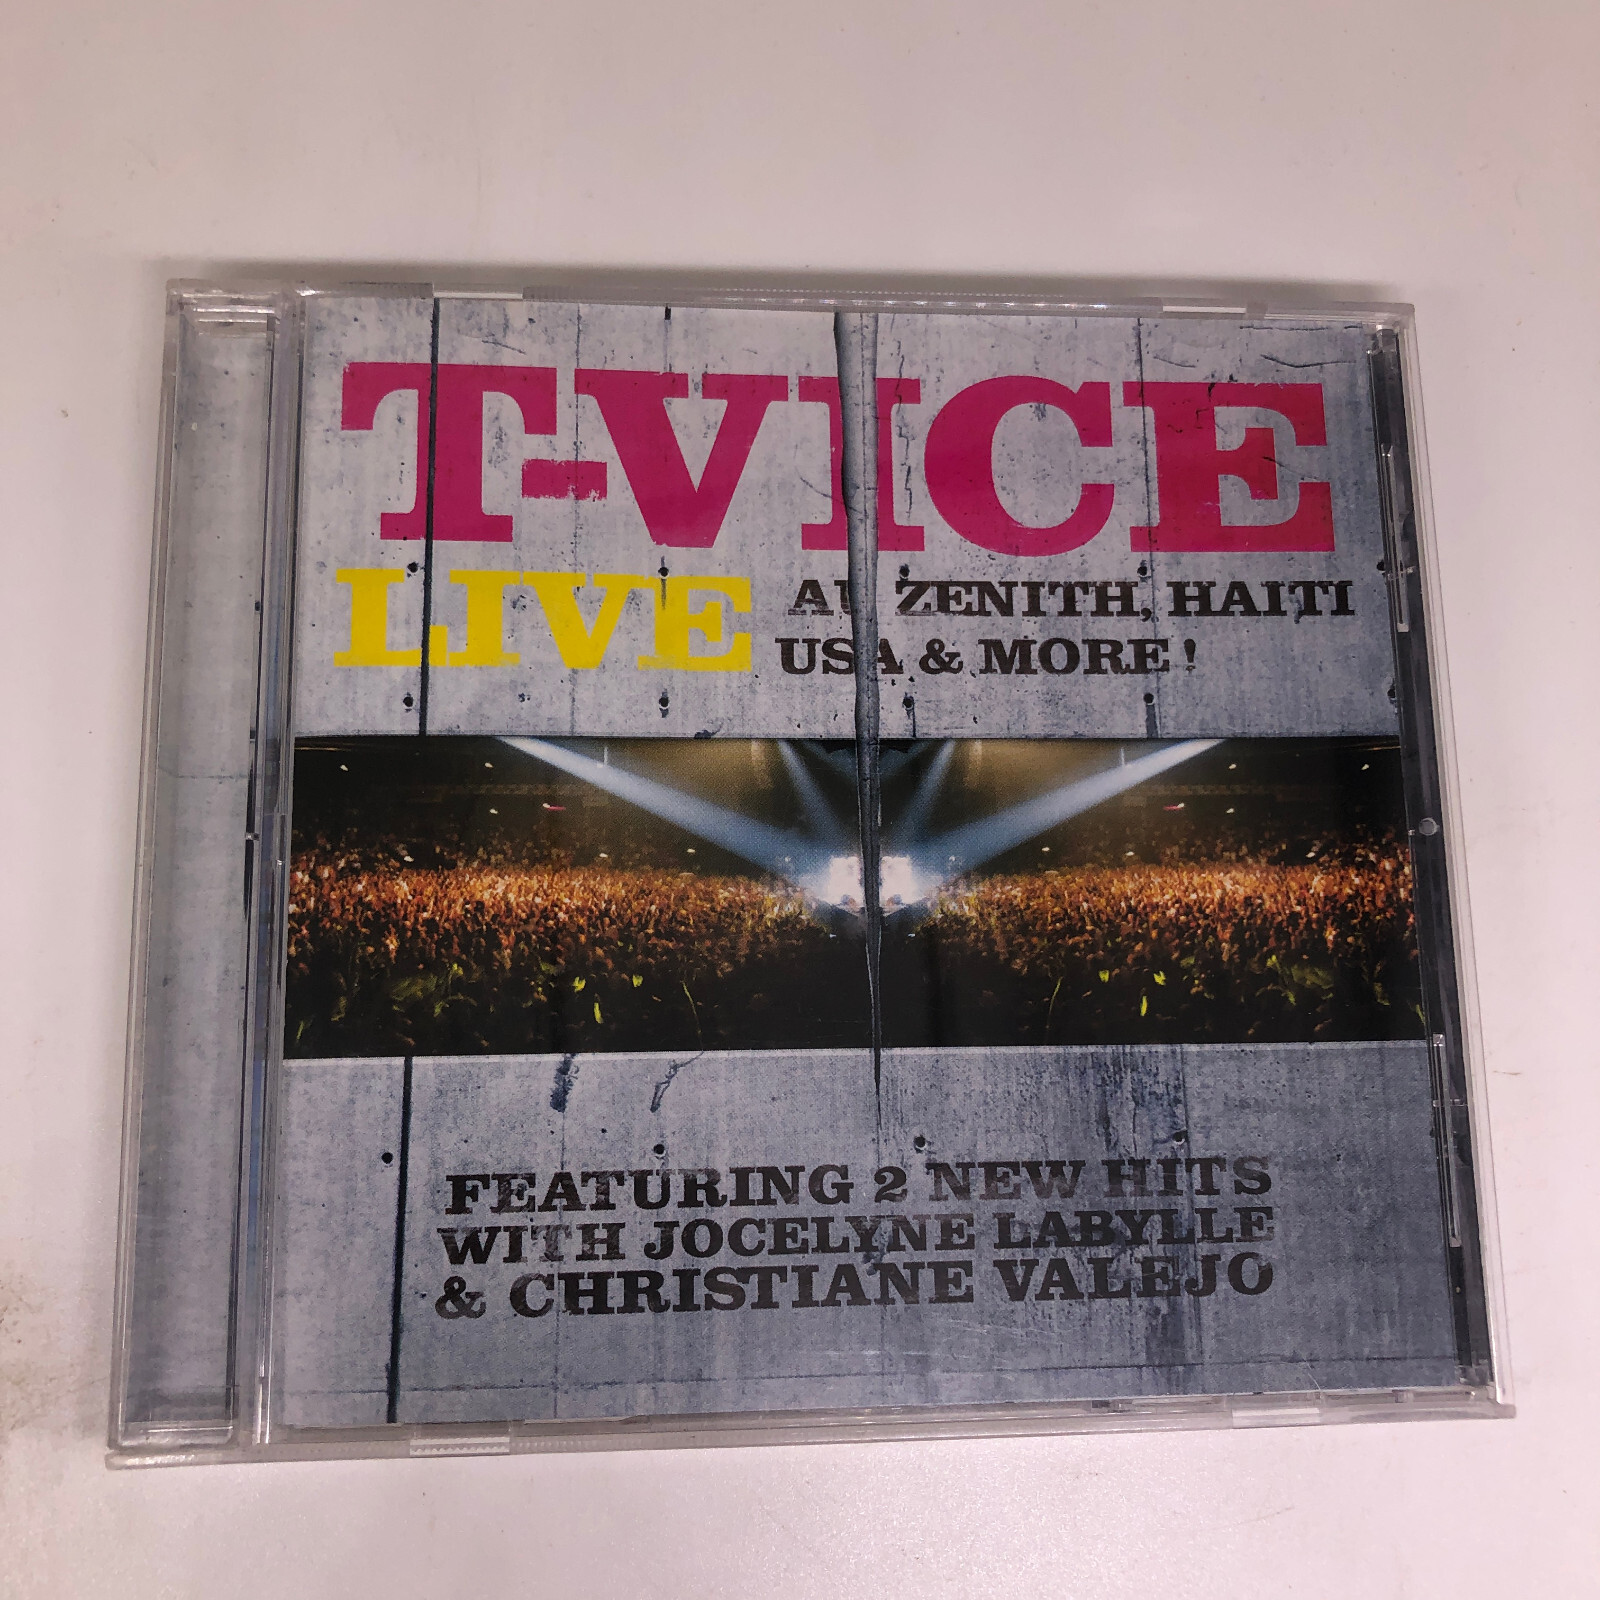 T-VICE
LIVE AU ZENITH, HAITI
USA & MORE!
FEATURING 2 NEW HITS
WITH JOCELYNE LABYLLE
& CHRISTIANE VALEJO